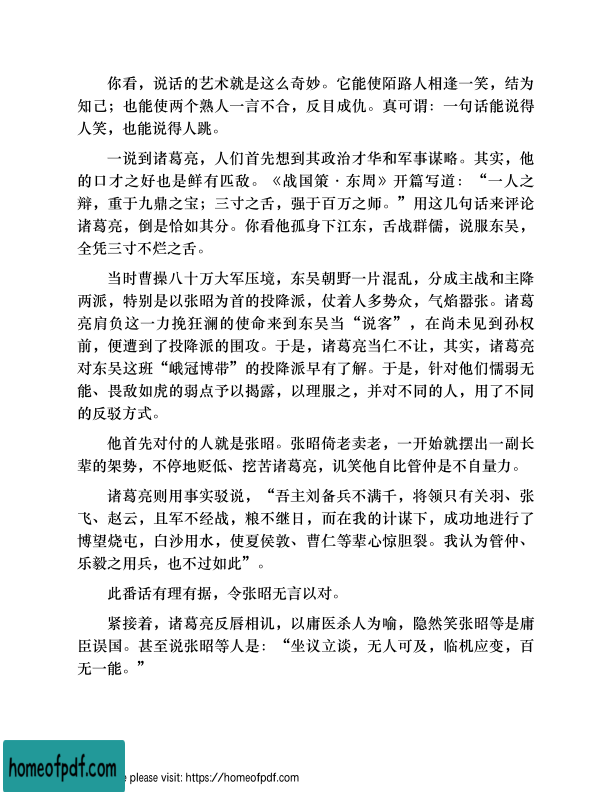 你看，说话的艺术就是这么奇妙。它能使陌路人相逢一笑，结为
知己；也能使两个熟人一言不合，反目成仇。真可谓：一句话能说得
人笑，也能说得人跳。
一说到诸葛亮，人们首先想到其政治才华和军事谋略。其实，他
的口才之好也是鲜有匹敌。《战国策·东周》开篇写道：“一人之
辩，重于九鼎之宝；三寸之舌，强于百万之师。”用这几句话来评论
诸葛亮，倒是恰如其分。你看他孤身下江东，舌战群儒，说服东吴，
全凭三寸不烂之舌。
当时曹操八十万大军压境，东吴朝野一片混乱，分成主战和主降
两派，特别是以张昭为首的投降派，仗着人多势众，气焰嚣张。诸葛
亮肩负这一力挽狂澜的使命来到东吴当“说客”，在尚未见到孙权
前，便遭到了投降派的围攻。于是，诸葛亮当仁不让，其实，诸葛亮
对东吴这班“峨冠博带”的投降派早有了解。于是，针对他们懦弱无
能、畏敌如虎的弱点予以揭露，以理服之，并对不同的人，用了不同
的反驳方式。
他首先对付的人就是张昭。张昭倚老卖老，一开始就摆出一副长
辈的架势，不停地贬低、挖苦诸葛亮，讥笑他自比管仲是不自量力。
诸葛亮则用事实驳说，“吾主刘备兵不满千，将领只有关羽、张
飞、赵云，且军不经战，粮不继日，而在我的计谋下，成功地进行了
博望烧屯，白沙用水，使夏侯敦、曹仁等辈心惊胆裂。我认为管仲、
乐毅之用兵，也不过如此”。
此番话有理有据，令张昭无言以对。
紧接着，诸葛亮反唇相讥，以庸医杀人为喻，隐然笑张昭等是庸
臣误国。甚至说张昭等人是：“坐议立谈，无人可及，临机应变，百
无一能。”
homeofpdf.com
e please visit: https://homeofpdf.com